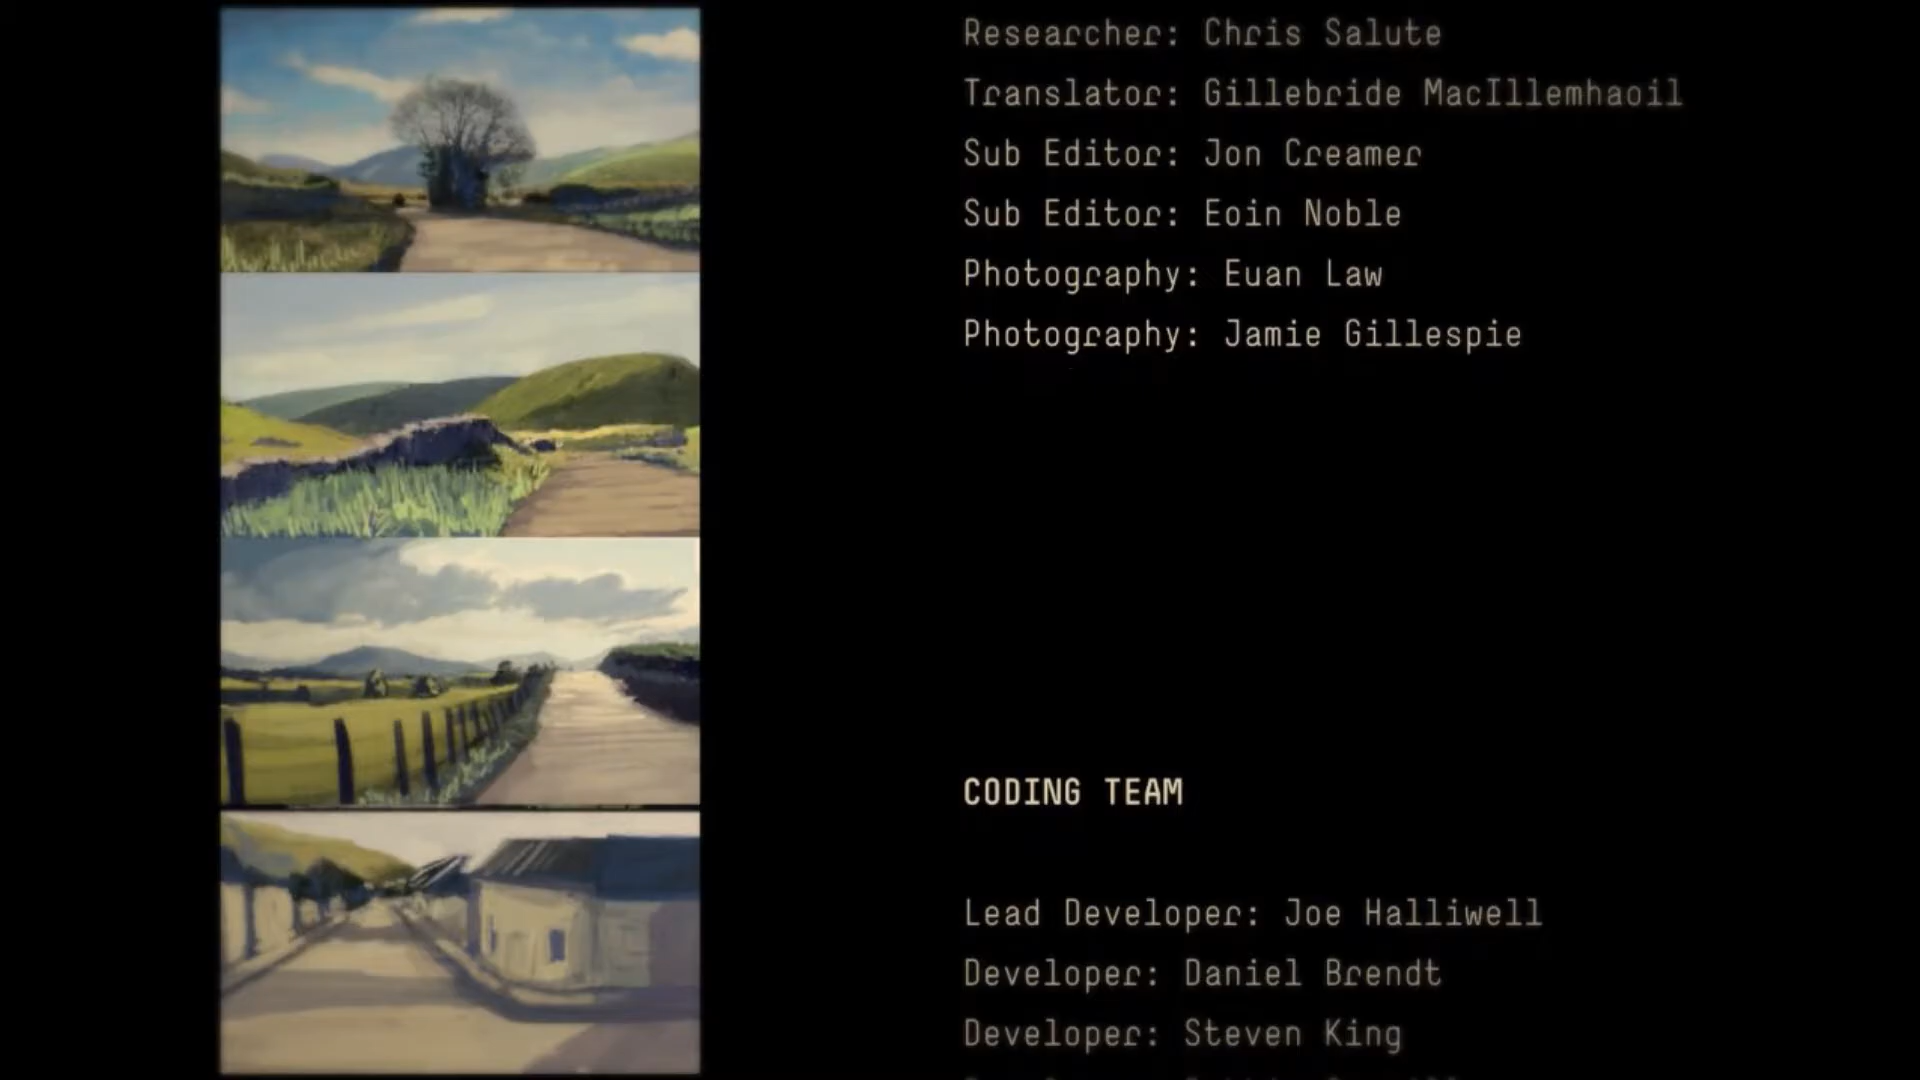 Researcher: Chris Salute
Translator: Gillebride MacIllemhaoil
Sub Editor: Jon Creamer
Sub Editor: Eoin Noble
Photography: Euan Law
Photography: Jamie Gillespie
CODING TEAM
Lead Developer: Joe Halliwell
Developer: Daniel Brendt
Developer: Steven King